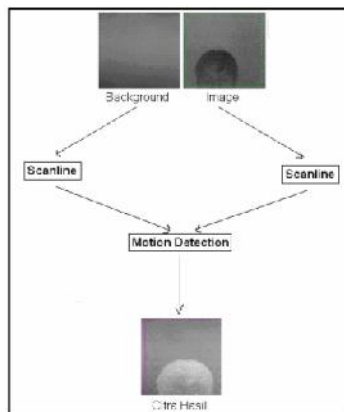 Background Image
Scanline
Scanline
Motion Detection
Citra Hasil